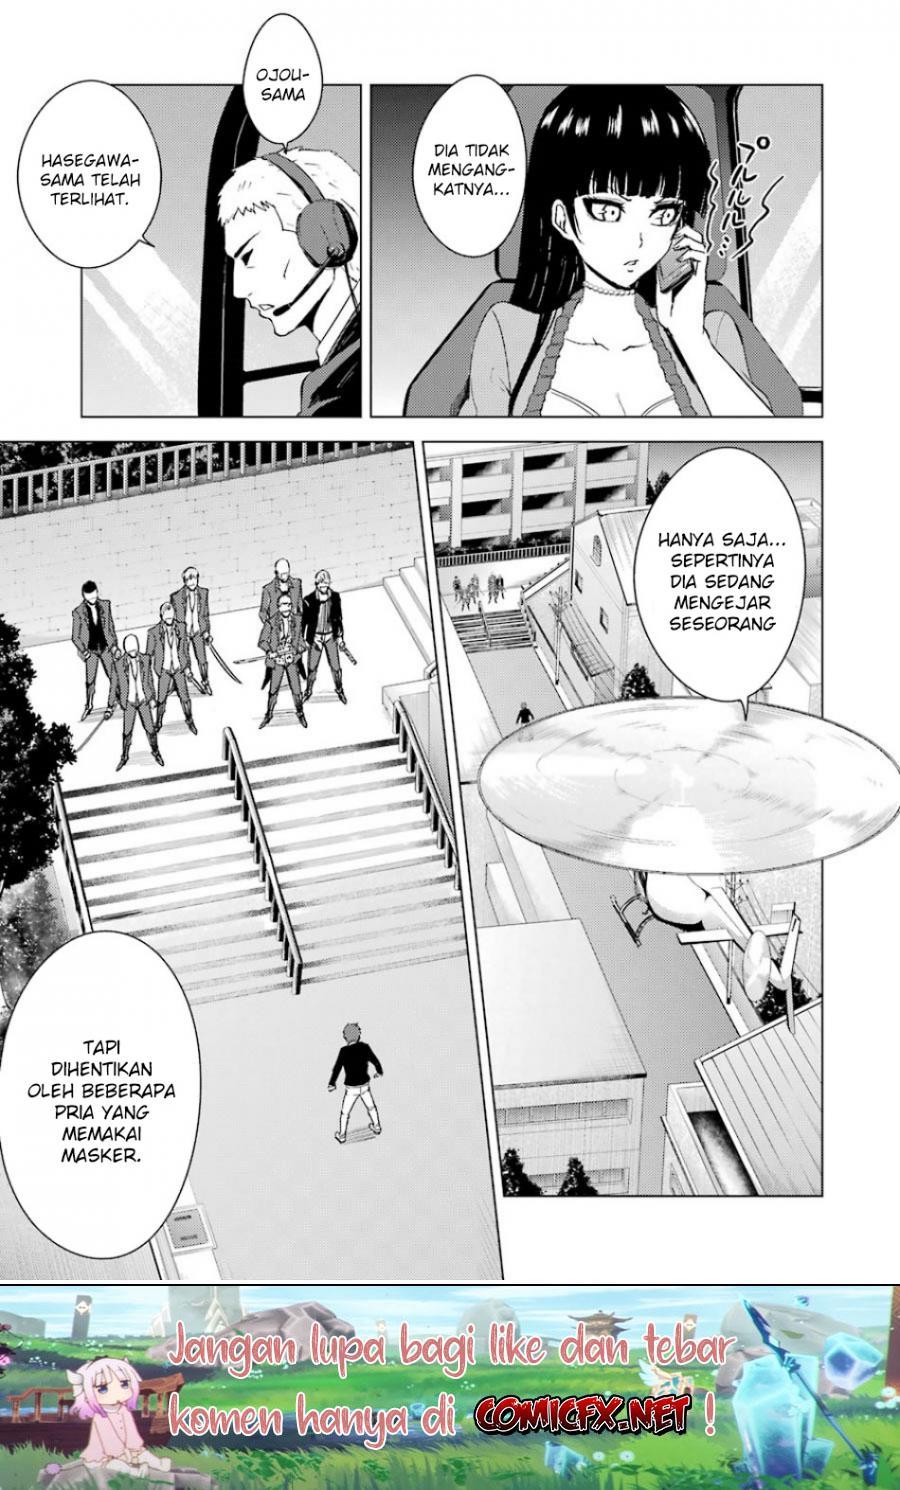 DIA TIDAK
MENGANG-
KATNYA...
プルルルル...
OJOU-
SAMA
HASEGAWA-
SAMA TELAH
TERLIHAT.
HANYA SAJA...
SEPERTINYA
DIA SEDANG
MENGEJAR
SESEORANG
TAPI
DIHENTIKAN
OLEH BEBERAPA
PRIA YANG
MEMAKAI
MASKER.
Jangan lupa bagi like dan tebar
komen hanya di COMICFX.NET !